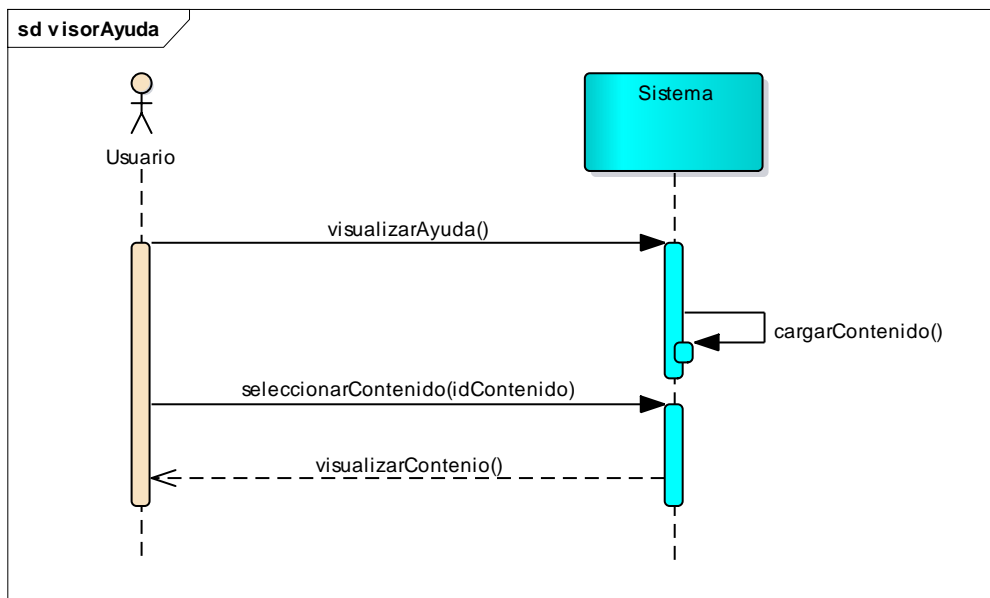 sd visorAyuda
Usuario
Sistema
visualizarAyuda()
cargarContenido()
seleccionarContenido(idContenido)
visualizarContenio()